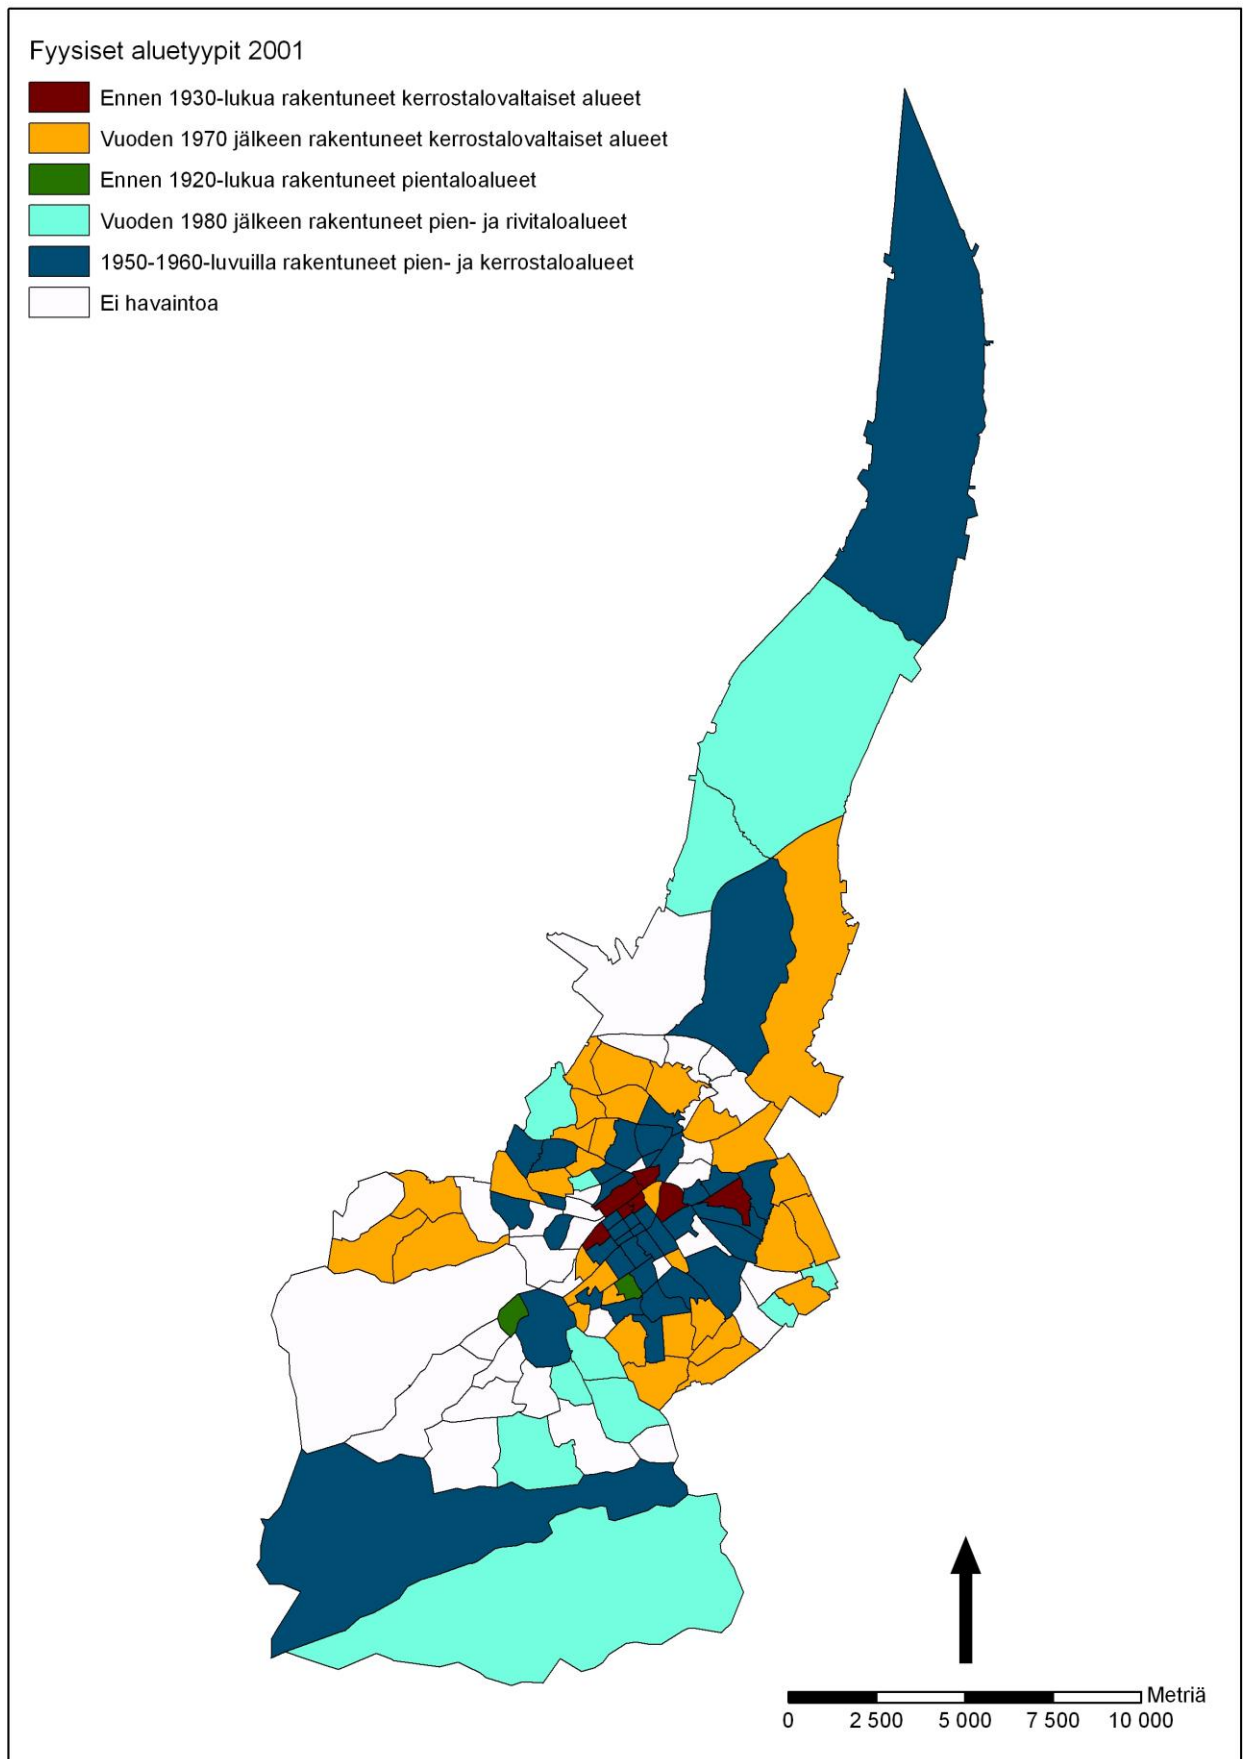 Fyysiset aluetyypit 2001
Ennen 1930-lukua rakentuneet kerrostalovaltaiset alueet
Vuoden 1970 jälkeen rakentuneet kerrostalovaltaiset alueet
Ennen 1920-lukua rakentuneet pientaloalueet
Vuoden 1980 jälkeen rakentuneet pien- ja rivitaloalueet
1950-1960-luvuilla rakentuneet pien- ja kerrostaloalueet
Ei havaintoa
Metriä
0 2 500 5 000 7 500 10 000